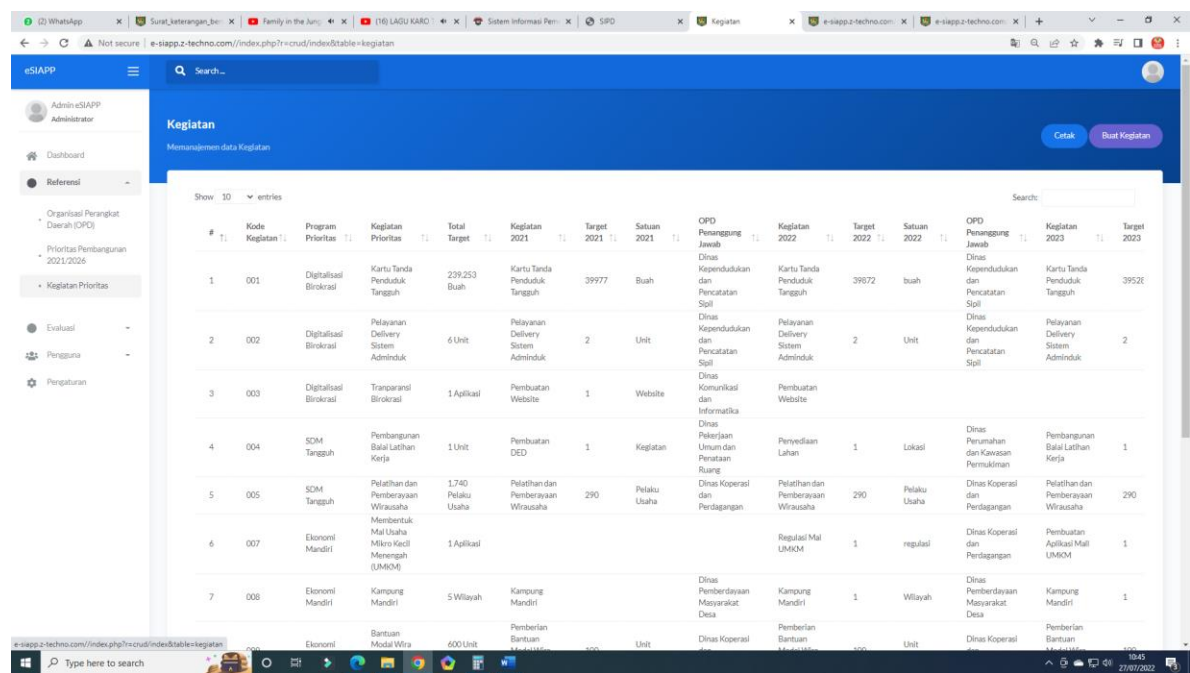 (2) WhatsApp
Surat_keterangan_be
Family in the Jung
(16) LAGU KARO
Sistem Informasi Pem
SIPD
Kegiatan
e-siapp.z-techno.com
e-siapp.z-techno.com
Not secure e-siapp.z-techno.com//index.php?r=crud/index&table=kegiatan
eSIAPP
Search...
Admin eSIAPP
Administrator
Dashboard
Referensi
Organisasi Perangkat
Daerah (OPD)
Prioritas Pembangunan
2021/2026
Kegiatan Prioritas
Evaluasi
Pengguna
Pengaturan
Kegiatan
Memanajemen data Kegiatan
Cetak
Buat Kegiatan
Show 10 entries
Search:
#
Kode
Kegiatan
Program
Prioritas
Kegiatan
Prioritas
Total
Target
Kegiatan
2021
Target
2021
Satuan
2021
OPD
Penanggung
Jawab
Kegiatan
2022
Target
2022
Satuan
2022
OPD
Penanggung
Jawab
Kegiatan
2023
Target
2023
1
001
Digitalisasi
Birokrasi
Kartu Tanda
Penduduk
Tangguh
239,253
Buah
Kartu Tanda
Penduduk
Tangguh
39977
Buah
Dinas
Kependudukan
dan
Pencatatan
Sipil
Kartu Tanda
Penduduk
Tangguh
39872
buah
Dinas
Kependudukan
dan
Pencatatan
Sipil
Kartu Tanda
Penduduk
Tangguh
39528
2
002
Digitalisasi
Birokrasi
Pelayanan
Delivery
Sistem
Adminduk
6 Unit
Pelayanan
Delivery
Sistem
Adminduk
2
Unit
Dinas
Kependudukan
dan
Pencatatan
Sipil
Pelayanan
Delivery
Sistem
Adminduk
2
Unit
Dinas
Kependudukan
dan
Pencatatan
Sipil
Pelayanan
Delivery
Sistem
Adminduk
2
3
003
Digitalisasi
Birokrasi
Tranparansi
Birokrasi
1 Aplikasi
Pembuatan
Website
1
Website
Dinas
Komunikasi
dan
Informatika
Pembuatan
Website
4
004
SDM
Tangguh
Pembangunan
Balai Latihan
Kerja
1 Unit
Pembuatan
DED
1
Kegiatan
Dinas
Pekerjaan
Umum dan
Penataan
Ruang
Penyediaan
Lahan
1
Lokasi
Dinas
Perumahan
dan Kawasan
Permukiman
Pembangunan
Balai Latihan
Kerja
1
5
005
SDM
Tangguh
Pelatihan dan
Pemberayaan
Wirausaha
1.740
Pelaku
Usaha
Pelatihan dan
Pemberayaan
Wirausaha
290
Pelaku
Usaha
Dinas Koperasi
dan
Perdagangan
Pelatihan dan
Pemberayaan
Wirausaha
290
Pelaku
Usaha
Dinas Koperasi
dan
Perdagangan
Pelatihan dan
Pemberayaan
Wirausaha
290
6
007
Ekonomi
Mandiri
Membentuk
Mal Usaha
Mikro Kecil
Menengah
(UMKM)
1 Aplikasi
Regulasi Mal
UMKM
1
regulasi
Dinas Koperasi
dan
Perdagangan
Pembuatan
Aplikasi Mall
UMKM
1
7
008
Ekonomi
Mandiri
Kampung
Mandiri
5 Wilayah
Kampung
Mandiri
Dinas
Pemberdayaan
Masyarakat
Desa
Kampung
Mandiri
1
Wilayah
Dinas
Pemberdayaan
Masyarakat
Desa
Kampung
Mandiri
1
Ekonomi
Bantuan
Modal Wira
600 Unit
Pemberian
Bantuan
Unit
Dinas Koperasi
Pemberian
Bantuan
Unit
Dinas Koperasi
Pemberian
Bantuan
e-siapp.z-techno.com//index.php?r=crud/index&table=kegiatan
Type here to search
10:45
27/07/2022